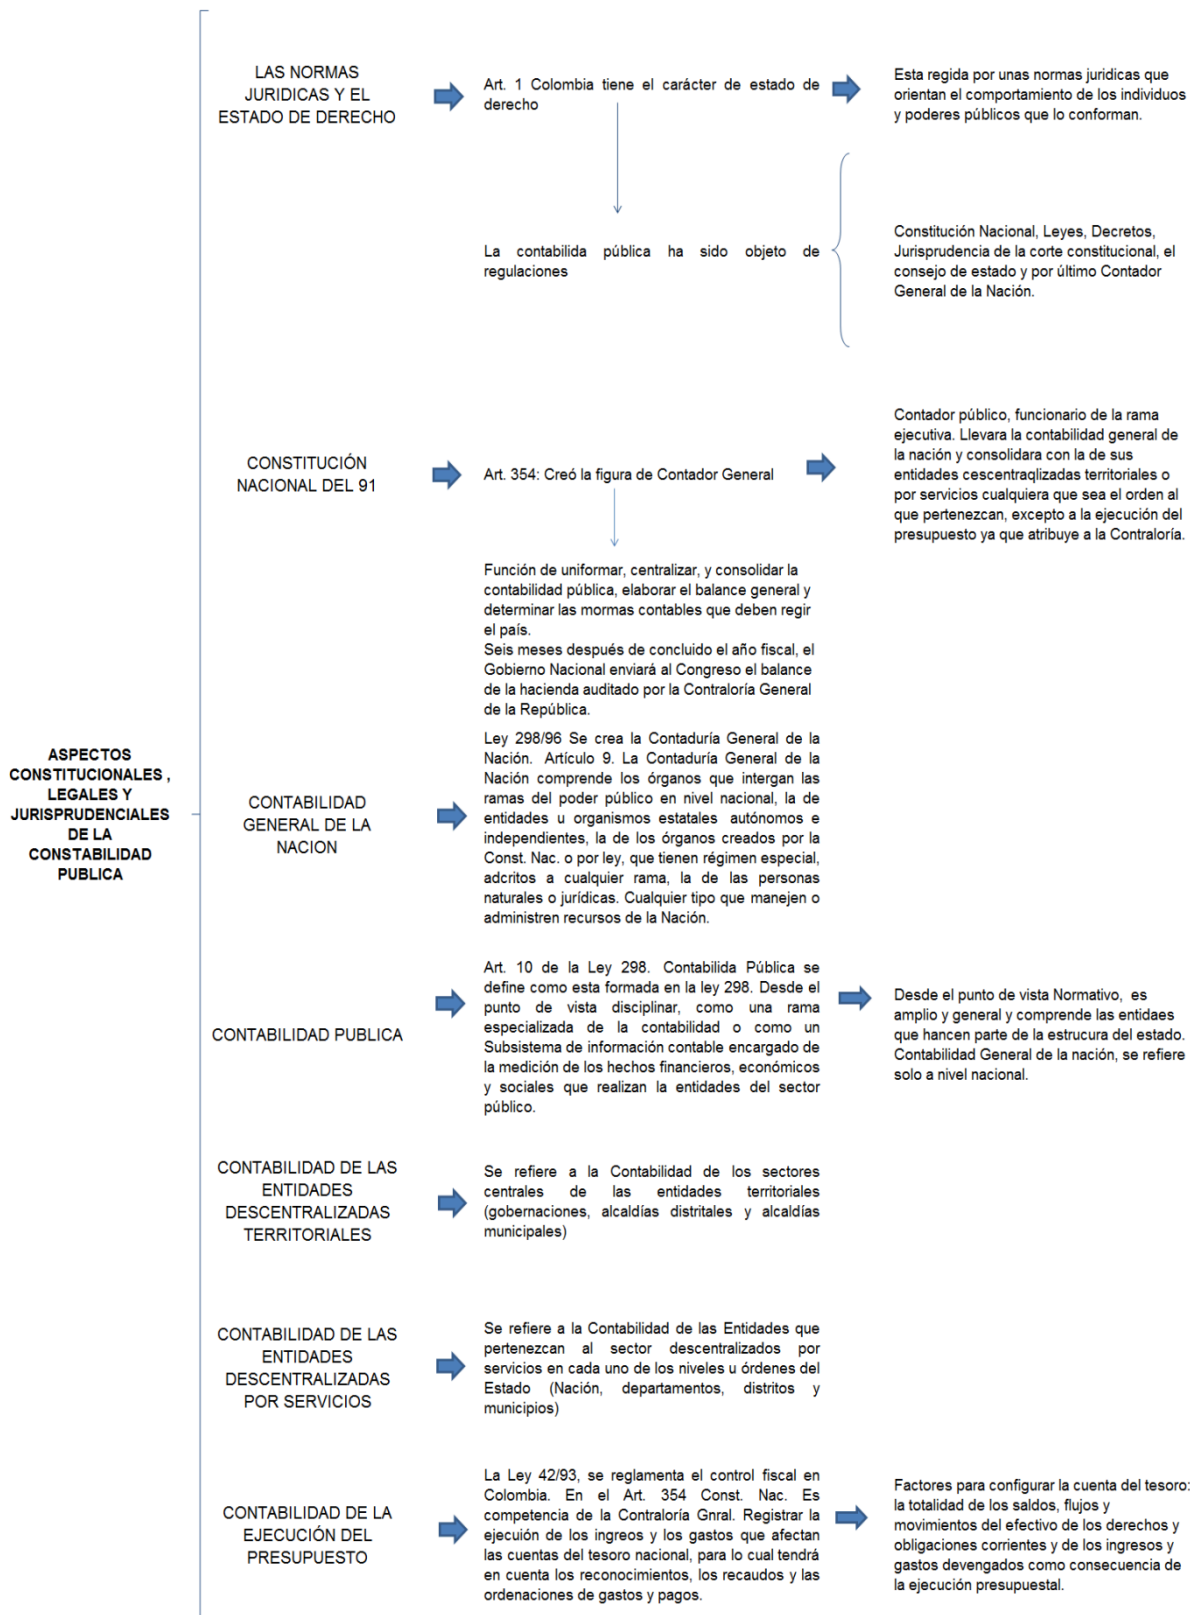 LAS NORMAS
JURIDICAS Y EL
ESTADO DE DERECHO
Art. 1 Colombia tiene el carácter de estado de
derecho
Esta regida por unas normas juridicas que
orientan el comportamiento de los individuos
y poderes públicos que lo conforman.
La contabilida pública ha sido objeto de
regulaciones
Constitución Nacional, Leyes, Decretos,
Jurisprudencia de la corte constitucional, el
consejo de estado y por último Contador
General de la Nación.
CONSTITUCIÓN
NACIONAL DEL 91
Art. 354: Creó la figura de Contador General
Contador público, funcionario de la rama
ejecutiva. Llevara la contabilidad general de
la nación y consolidara con la de sus
entidades cescentraqlizadas territoriales o
por servicios cualquiera que sea el orden al
que pertenezcan, excepto a la ejecución del
presupuesto ya que atribuye a la Contraloría.
Función de uniformar, centralizar, y consolidar la
contabilidad pública, elaborar el balance general y
determinar las mormas contables que deben regir
el país.
Seis meses después de concluido el año fiscal, el
Gobierno Nacional enviará al Congreso el balance
de la hacienda auditado por la Contraloría General
de la República.
ASPECTOS
CONSTITUCIONALES ,
LEGALES Y
JURISPRUDENCIALES
DE LA
CONSTABILIDAD
PUBLICA
CONTABILIDAD
GENERAL DE LA
NACION
Ley 298/96 Se crea la Contaduría General de la
Nación. Artículo 9. La Contaduría General de la
Nación comprende los órganos que intergan las
ramas del poder público en nivel nacional, la de
entidades u organismos estatales autónomos e
independientes, la de los órganos creados por la
Const. Nac. o por ley, que tienen régimen especial,
adcritos a cualquier rama, la de las personas
naturales o jurídicas. Cualquier tipo que manejen o
administren recursos de la Nación.
CONTABILIDAD PUBLICA
Art. 10 de la Ley 298. Contabilida Pública se
define como esta formada en la ley 298. Desde el
punto de vista disciplinar, como una rama
especializada de la contabilidad o como un
Subsistema de información contable encargado de
la medición de los hechos financieros, económicos
y sociales que realizan la entidades del sector
público.
Desde el punto de vista Normativo, es
amplio y general y comprende las entidaes
que hancen parte de la estrucura del estado.
Contabilidad General de la nación, se refiere
solo a nivel nacional.
CONTABILIDAD DE LAS
ENTIDADES
DESCENTRALIZADAS
TERRITORIALES
Se refiere a la Contabilidad de los sectores
centrales de las entidades territoriales
(gobernaciones, alcaldías distritales y alcaldías
municipales)
CONTABILIDAD DE LAS
ENTIDADES
DESCENTRALIZADAS
POR SERVICIOS
Se refiere a la Contabilidad de las Entidades que
pertenezcan al sector descentralizados por
servicios en cada uno de los niveles u órdenes del
Estado (Nación, departamentos, distritos y
municipios)
CONTABILIDAD DE LA
EJECUCIÓN DEL
PRESUPUESTO
La Ley 42/93, se reglamenta el control fiscal en
Colombia. En el Art. 354 Const. Nac. Es
competencia de la Contraloría Gnral. Registrar la
ejecuión de los ingreos y los gastos que afectan
las cuentas del tesoro nacional, para lo cual tendrá
en cuenta los reconocimientos, los recaudos y las
ordenaciones de gastos y pagos.
Factores para configurar la cuenta del tesoro:
la totalidad de los saldos, flujos y
movimientos del efectivo de los derechos y
obligaciones corrientes y de los ingresos y
gastos devengados como consecuencia de
la ejecución presupuestal.